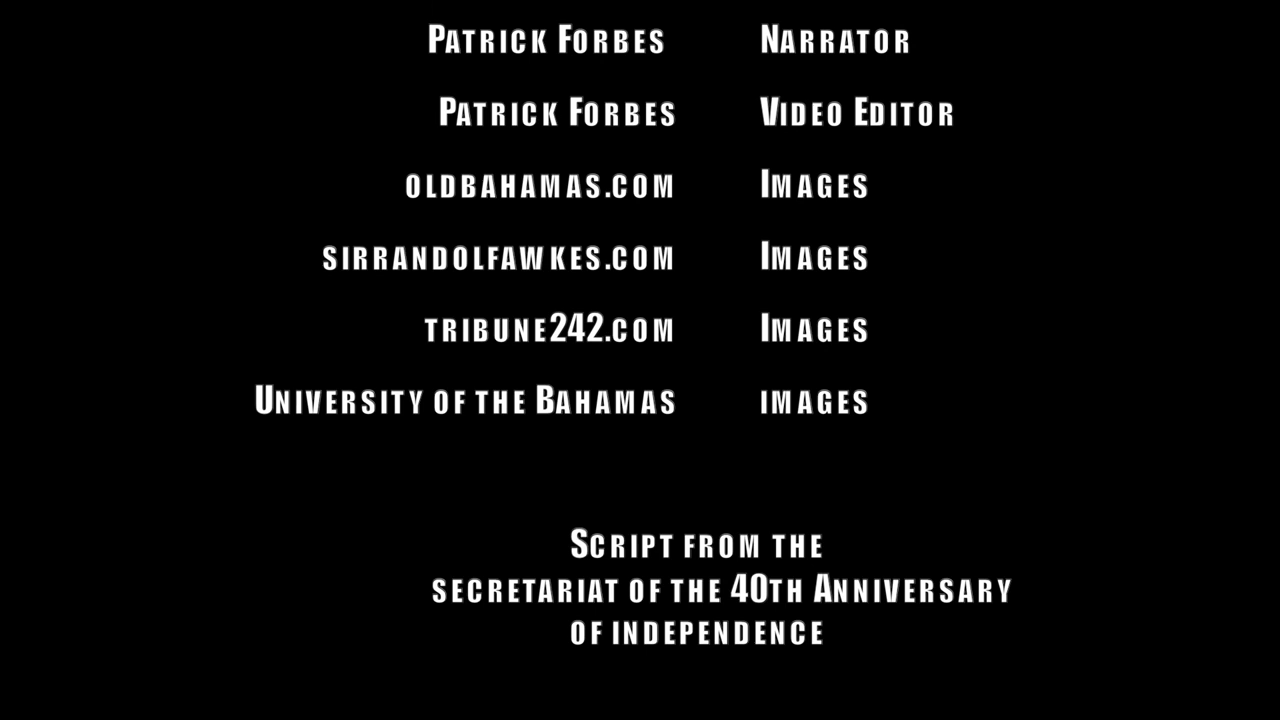 Patrick Forbes Narrator
Patrick Forbes Video Editor
oldbahamas.com Images
sirrandolfawkes.com Images
tribune242.com Images
University of the Bahamas images
Script from the
secretariat of the 40th Anniversary
of independence